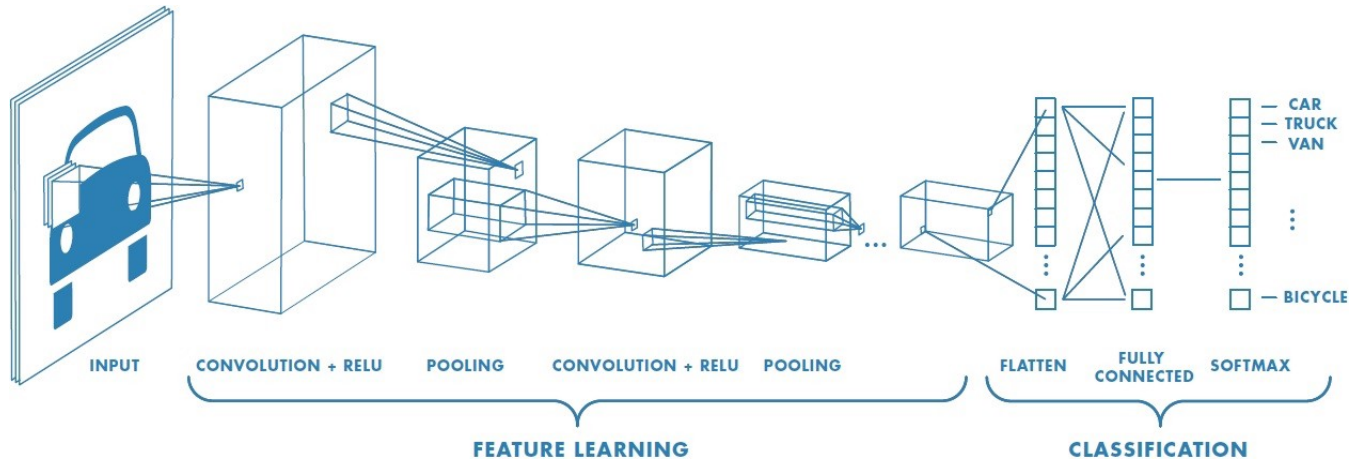 CAR
TRUCK
VAN
BICYCLE
INPUT
CONVOLUTION + RELU
POOLING
CONVOLUTION + RELU
POOLING
FLATTEN
FULLY
CONNECTED
SOFTMAX
FEATURE LEARNING
CLASSIFICATION